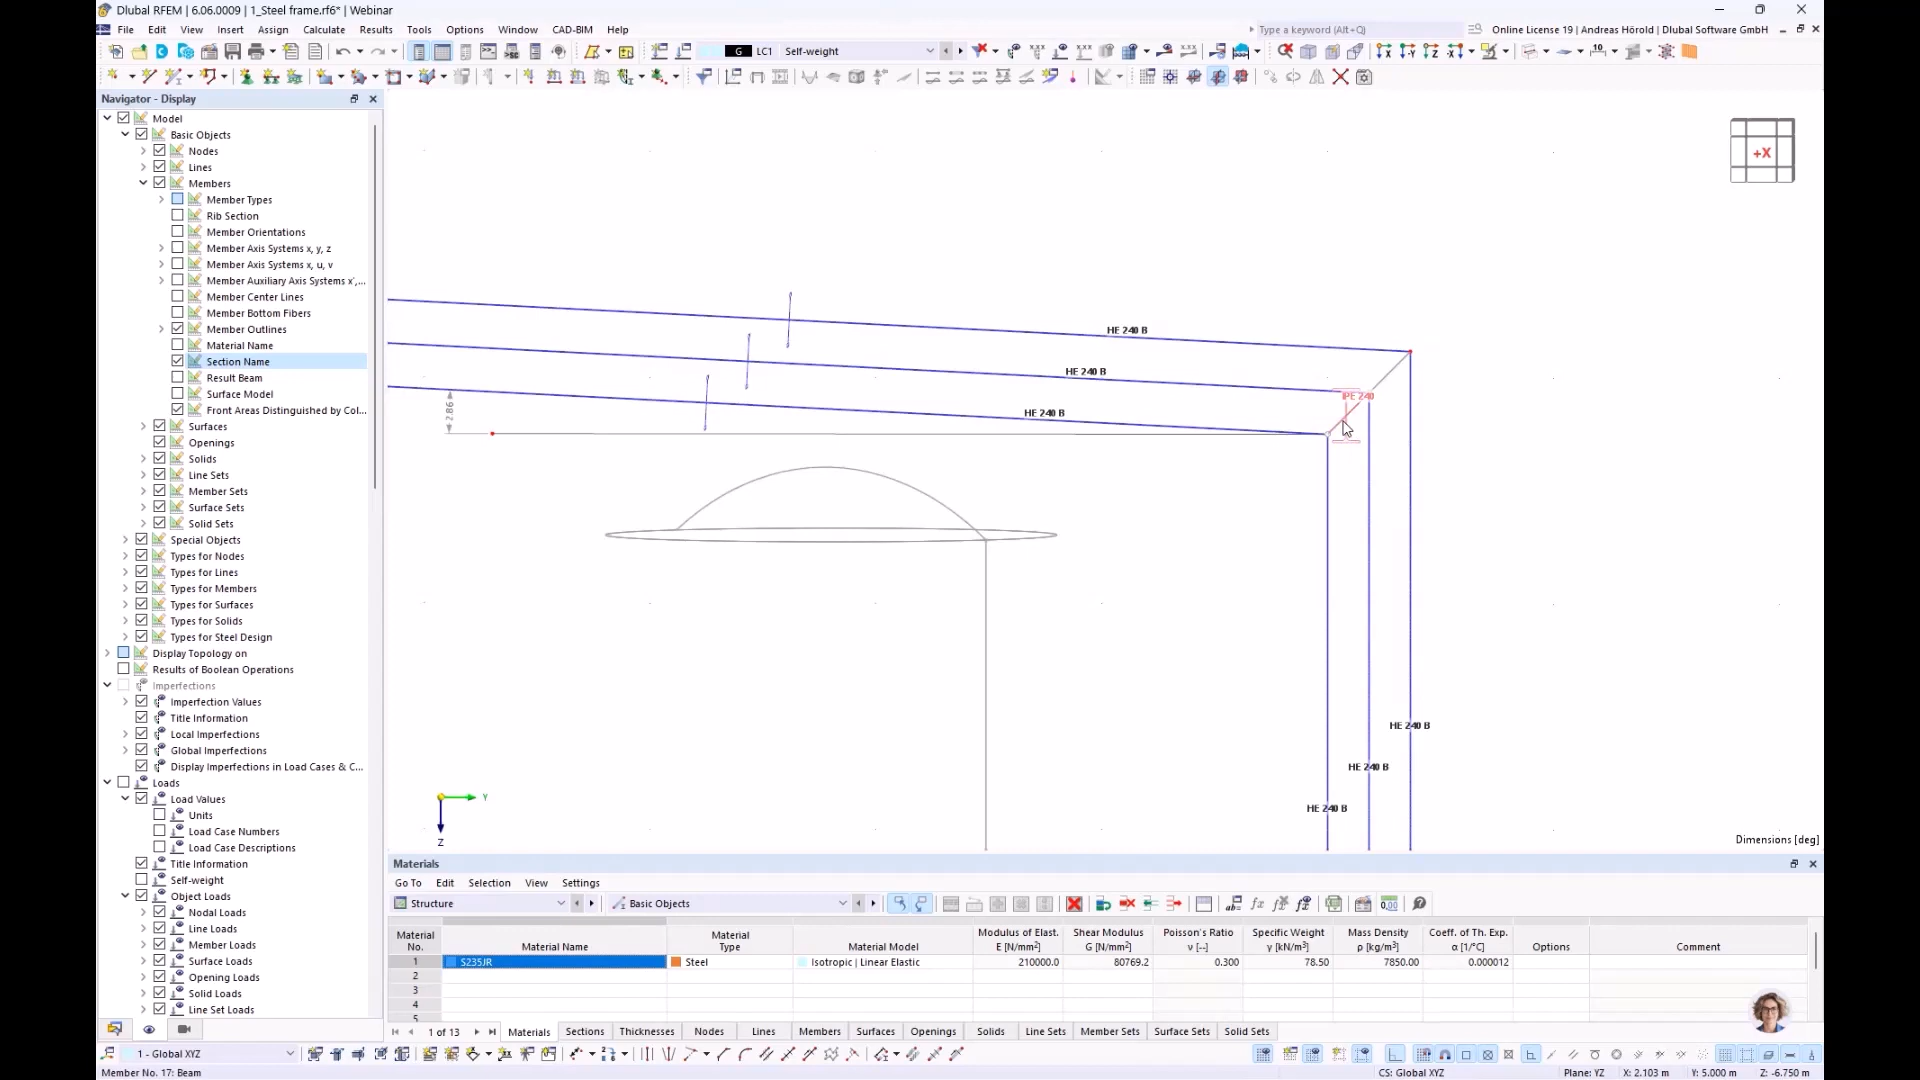 Dlubal RFEM | 6.06.0009 | 1_Steel frame.rf6* | Webinar
File Edit View Insert Assign Calculate Results Tools Options Window CAD-BIM Help
Type a keyword (Alt+Q)
Online License 19 | Andreas Hörold | Dlubal Software GmbH
G LC1 Self-weight
Navigator - Display
Model
Basic Objects
Nodes
Lines
Members
Member Types
Rib Section
Member Orientations
Member Axis Systems x, y, z
Member Axis Systems x, u, v
Member Auxiliary Axis Systems x',...
Member Center Lines
Member Bottom Fibers
Member Outlines
Material Name
Section Name
Result Beam
Surface Model
Front Areas Distinguished by Col...
Surfaces
Openings
Solids
Line Sets
Member Sets
Surface Sets
Solid Sets
Special Objects
Types for Nodes
Types for Lines
Types for Members
Types for Surfaces
Types for Solids
Types for Steel Design
Display Topology on
Results of Boolean Operations
Imperfections
Imperfection Values
Title Information
Local Imperfections
Global Imperfections
Display Imperfections in Load Cases & C...
Loads
Load Values
Units
Load Case Numbers
Load Case Descriptions
Title Information
Self-weight
Object Loads
Nodal Loads
Line Loads
Member Loads
Surface Loads
Opening Loads
Solid Loads
Line Set Loads
+X
HE 240 B
HE 240 B
IPE 240
HE 240 B
2.86
HE 240 B
HE 240 B
HE 240 B
Y
Z
Dimensions [deg]
Materials
Go To Edit Selection View Settings
Structure Basic Objects
Material No. Material Name Material Type Material Model Modulus of Elast. E [N/mm²] Shear Modulus G [N/mm²] Poisson's Ratio ν [--] Specific Weight γ [kN/m³] Mass Density ρ [kg/m³] Coeff. of Th. Exp. α [1/°C] Options Comment
1 S235JR Steel Isotropic | Linear Elastic 210000.0 80769.2 0.300 78.50 7850.00 0.000012
2
3
4
5
1 of 13 Materials Sections Thicknesses Nodes Lines Members Surfaces Openings Solids Line Sets Member Sets Surface Sets Solid Sets
1 - Global XYZ
Member No. 17: Beam
CS: Global XYZ
Plane: YZ
X: 2.103 m Y: 5.000 m Z: -6.750 m